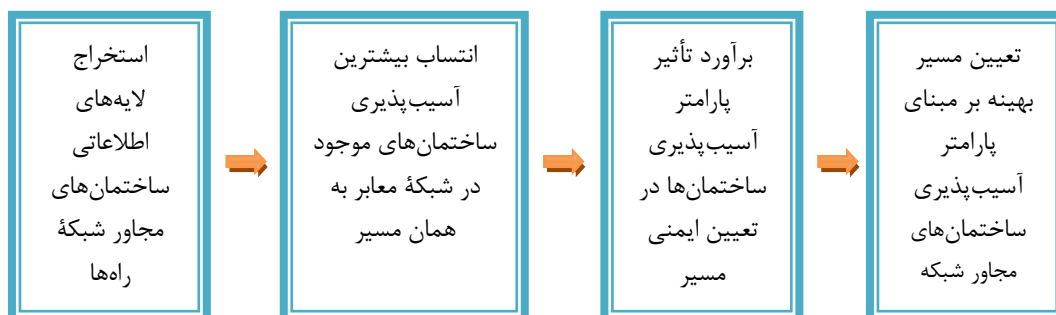 استخراج
لایه‌های
اطلاعاتی
ساختمان‌های
مجاور شبکهٔ
راه‌ها
انتساب بیشترین
آسیب‌پذیری
ساختمان‌های موجود
در شبکهٔ معابر به
همان مسیر
برآورد تأثیر
پارامتر
آسیب‌پذیری
ساختمان‌ها در
تعیین ایمنی
مسیر
تعیین مسیر
بهینه بر مبنای
پارامتر
آسیب‌پذیری
ساختمان‌های
مجاور شبکه